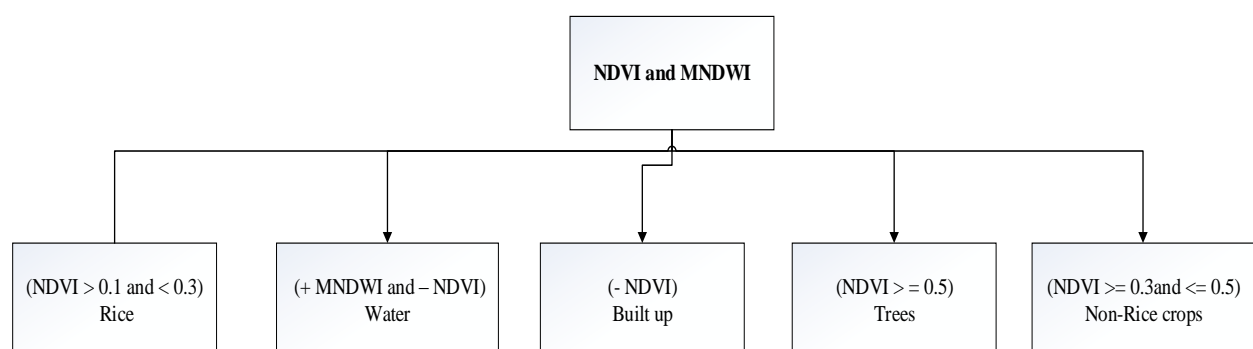 NDVI and MNDWI
(NDVI > 0.1 and < 0.3)
Rice
(+ MNDWI and – NDVI)
Water
(- NDVI)
Built up
(NDVI > = 0.5)
Trees
(NDVI >= 0.3and <= 0.5)
Non-Rice crops